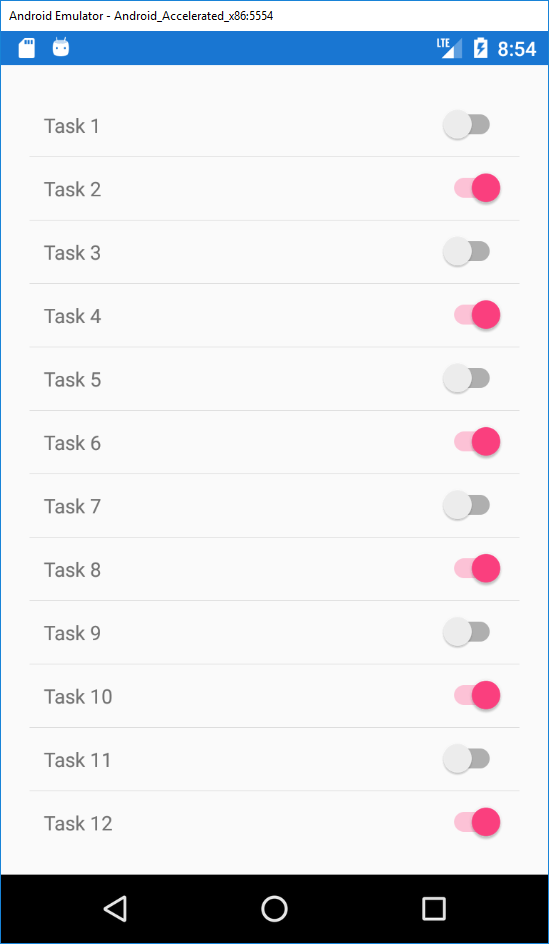 Android Emulator - Android_Accelerated_x86:5554
LTE 8:54
Task 1
Task 2
Task 3
Task 4
Task 5
Task 6
Task 7
Task 8
Task 9
Task 10
Task 11
Task 12